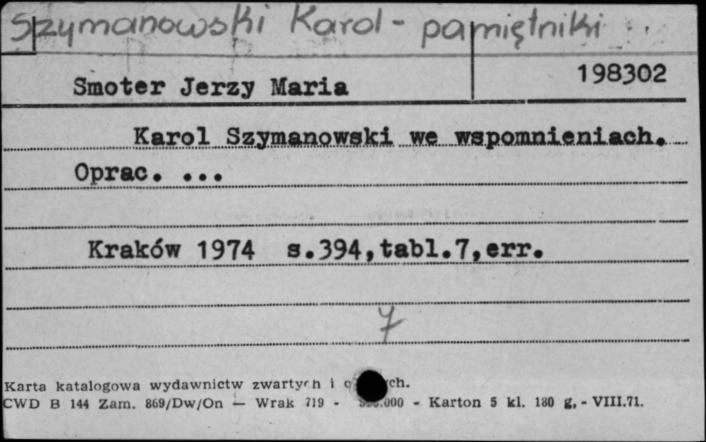 Szymanowski Karol - pamiętniki
Smoter Jerzy Maria 198302
Karol Szymanowski we wspomnieniach.
Oprac. ...
Kraków 1974 s.394,tabl.7,err.
7
Karta katalogowa wydawnictw zwartych i
CWD B 144 Zam. 869/Dw/On — Wrak 719 - .000 - Karton 5 kl. 180 g, - VIII.71.